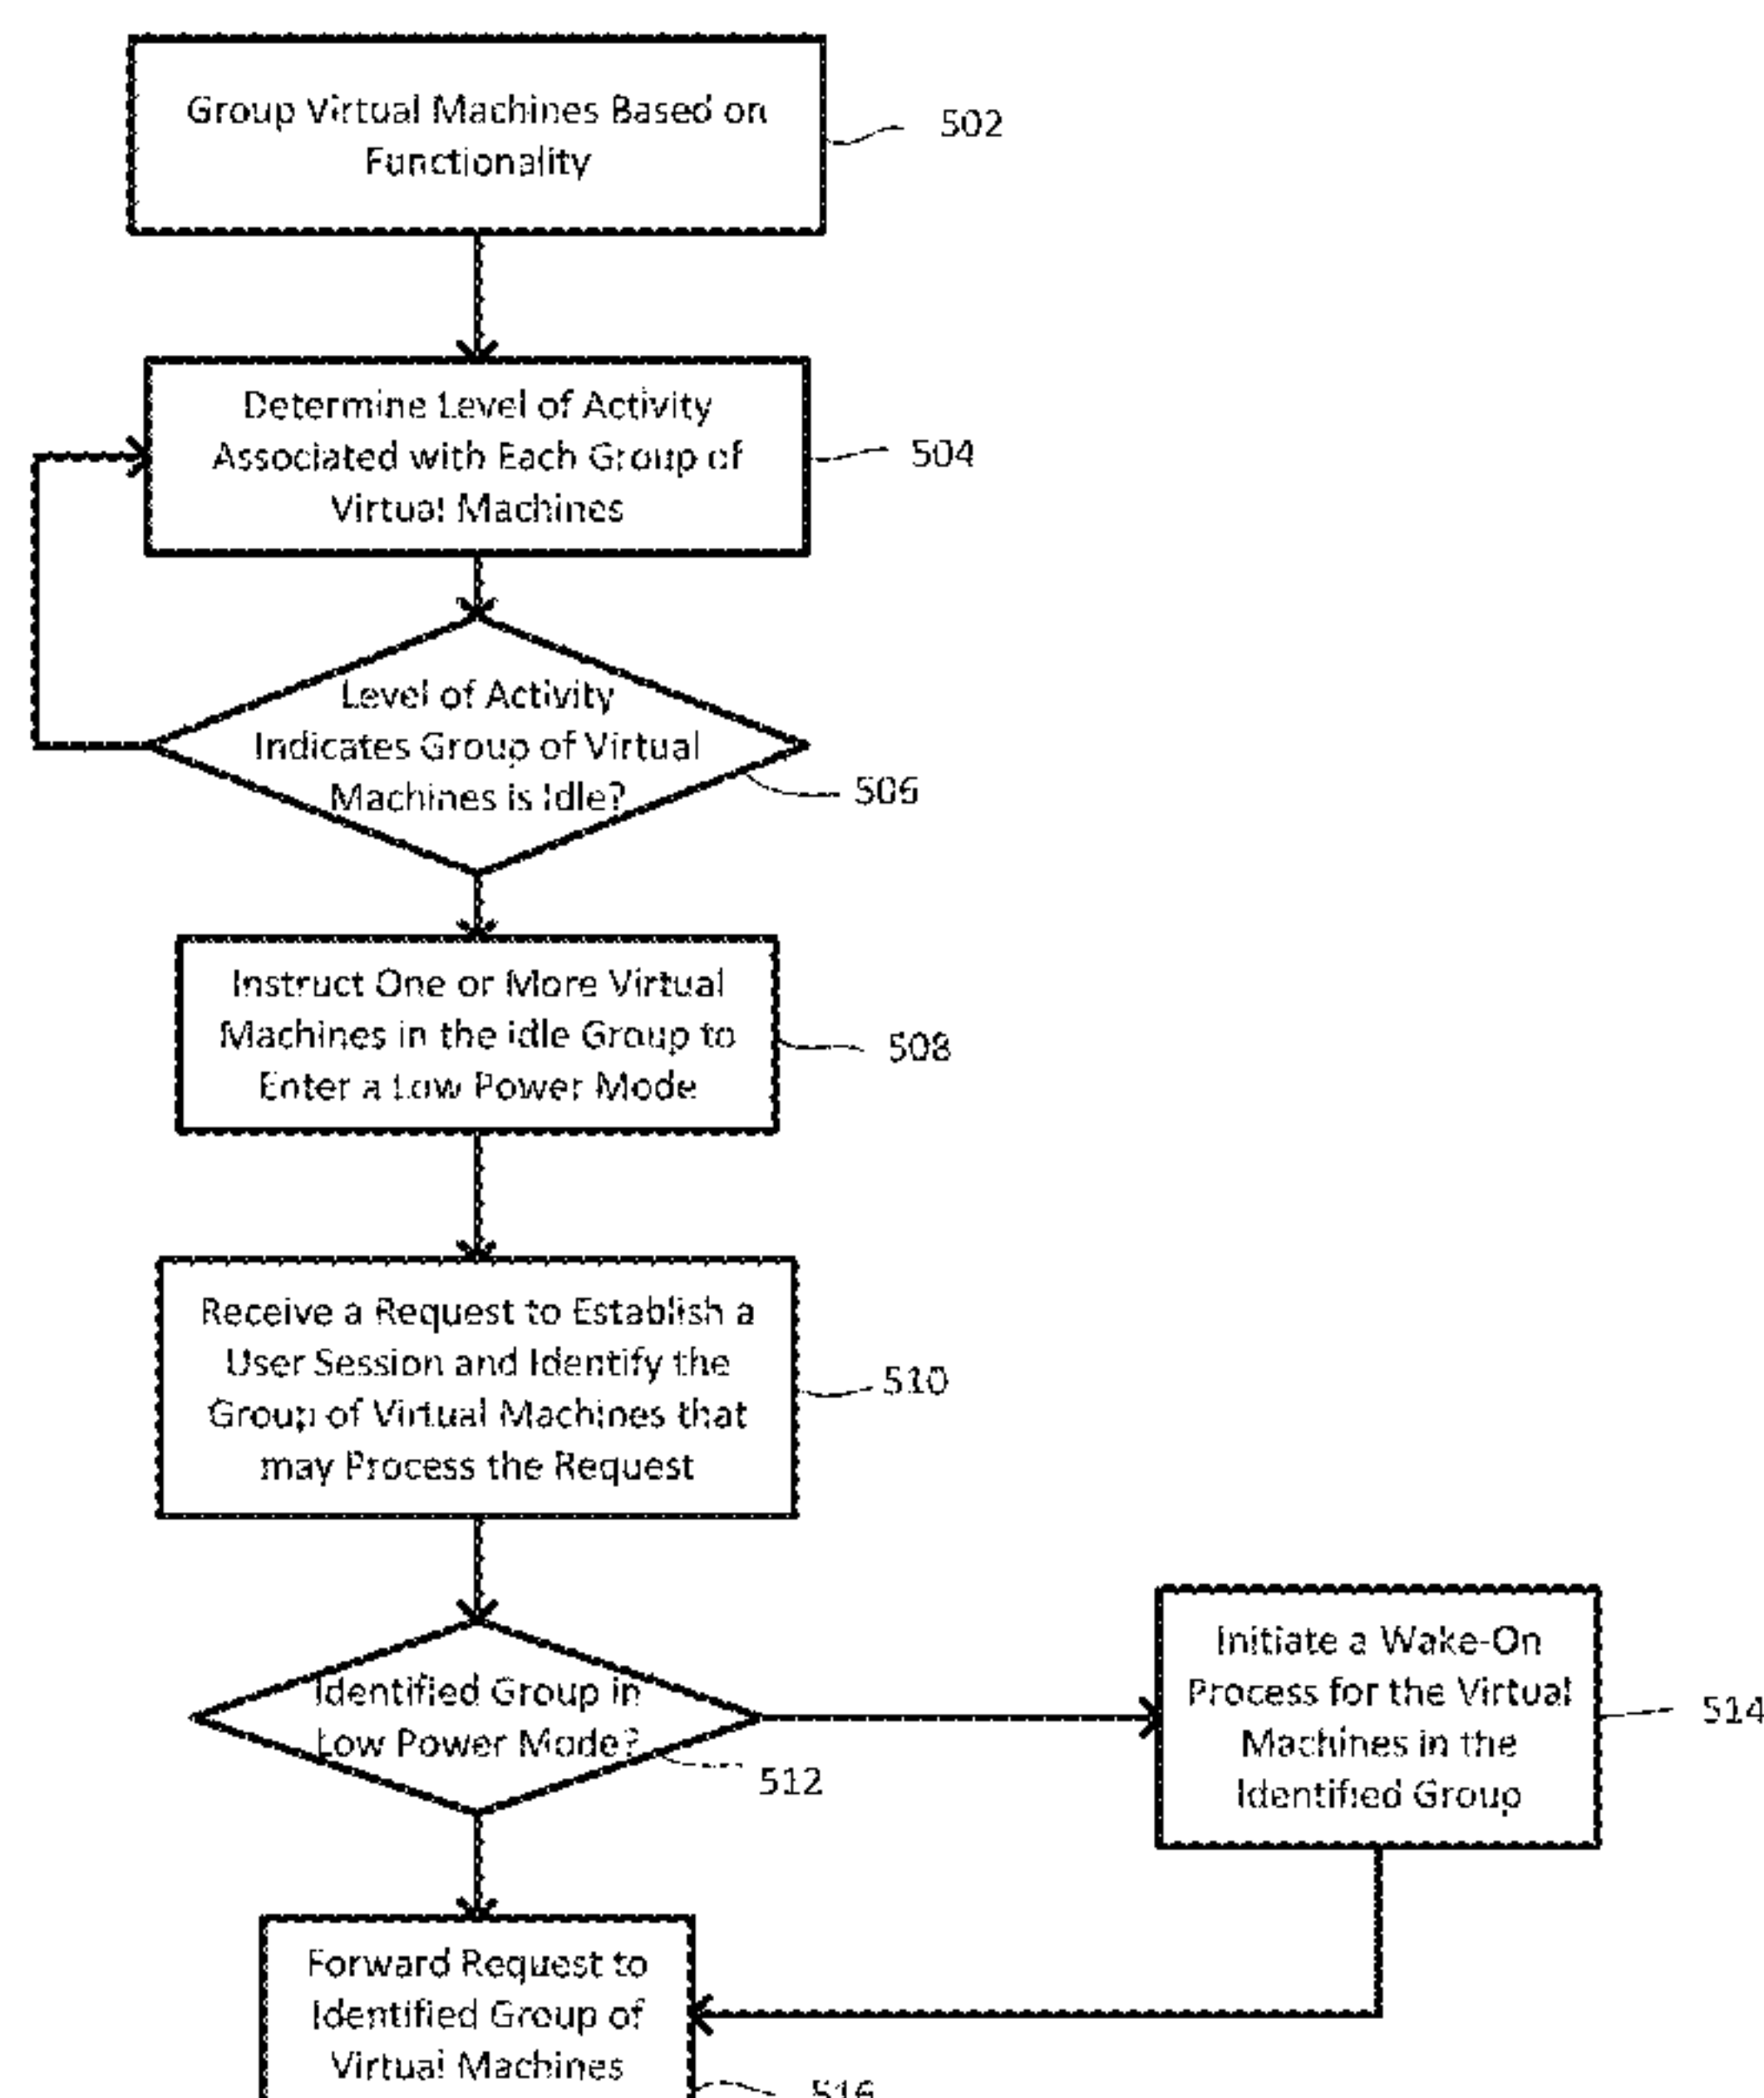 Group Virtual Machines Based on
Functionality
502
Determine Level of Activity
Associated with Each Group of
Virtual Machines
504
Level of Activity
Indicates Group of Virtual
Machines is Idle?
506
Instruct One or More Virtual
Machines in the idle Group to
Enter a Low Power Mode
508
Receive a Request to Establish a
User Session and Identify the
Group of Virtual Machines that
may Process the Request
510
Identified Group in
Low Power Mode?
512
Initiate a Wake-On
Process for the Virtual
Machines in the
Identified Group
514
Forward Request to
Identified Group of
Virtual Machines
516